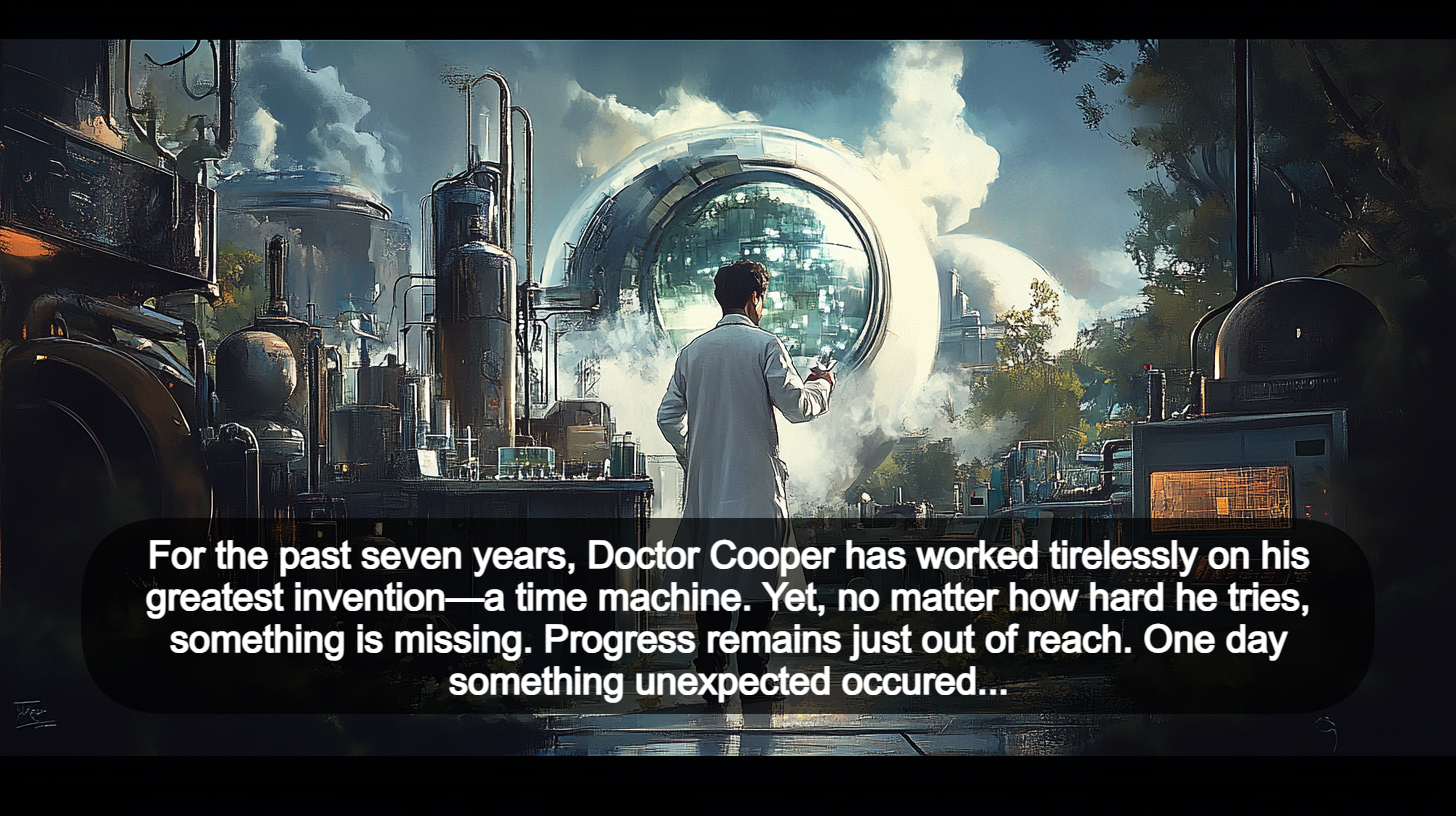 For the past seven years, Doctor Cooper has worked tirelessly on his
greatest invention—a time machine. Yet, no matter how hard he tries,
something is missing. Progress remains just out of reach. One day
something unexpected occured...